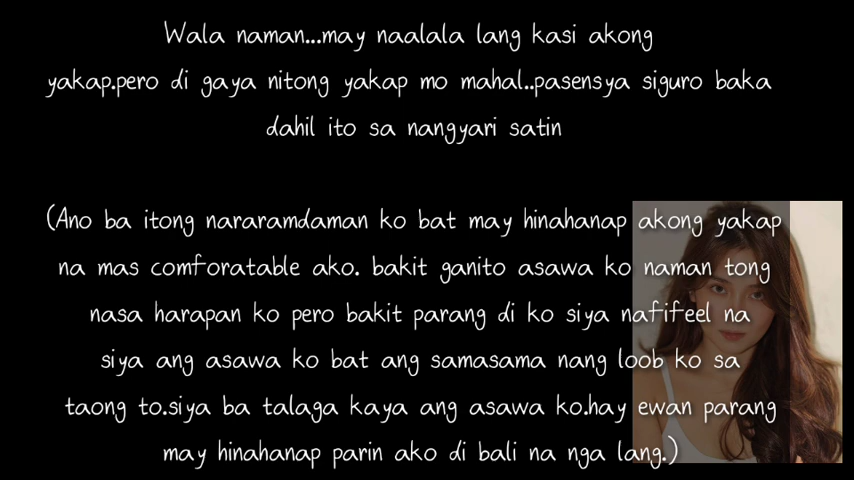 Wala naman...may naalala lang kasi akong
yakap.pero di gaya nitong yakap mo mahal..pasensya siguro baka
dahil ito sa nangyari satin
(Ano ba itong nararamdaman ko bat may hinahanap akong yakap
na mas comforatable ako. bakit ganito asawa ko naman tong
nasa harapan ko pero bakit parang di ko siya nafifeel na
siya ang asawa ko bat ang samasama nang loob ko sa
taong to.siya ba talaga kaya ang asawa ko.hay ewan parang
may hinahanap parin ako di bali na nga lang.)